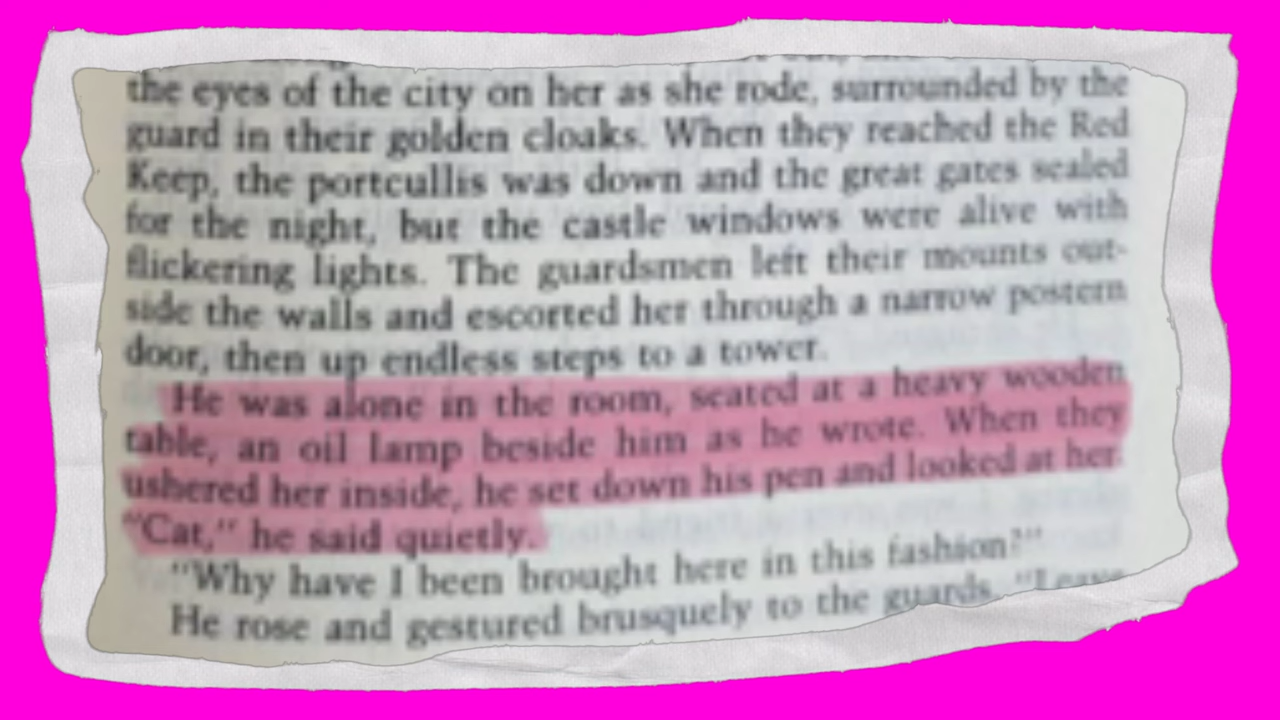 the eyes of the city on her as she rode, surrounded by the
guard in their golden cloaks. When they reached the Red
Keep, the portcullis was down and the great gates sealed
for the night, but the castle windows were alive with
flickering lights. The guardsmen left their mounts out-
side the walls and escorted her through a narrow postern
door, then up endless steps to a tower.
He was alone in the room, seated at a heavy wooden
table, an oil lamp beside him as he wrote. When they
ushered her inside, he set down his pen and looked at her.
“Cat,” he said quietly.
“Why have I been brought here in this fashion?”
He rose and gestured brusquely to the guards. “Leave